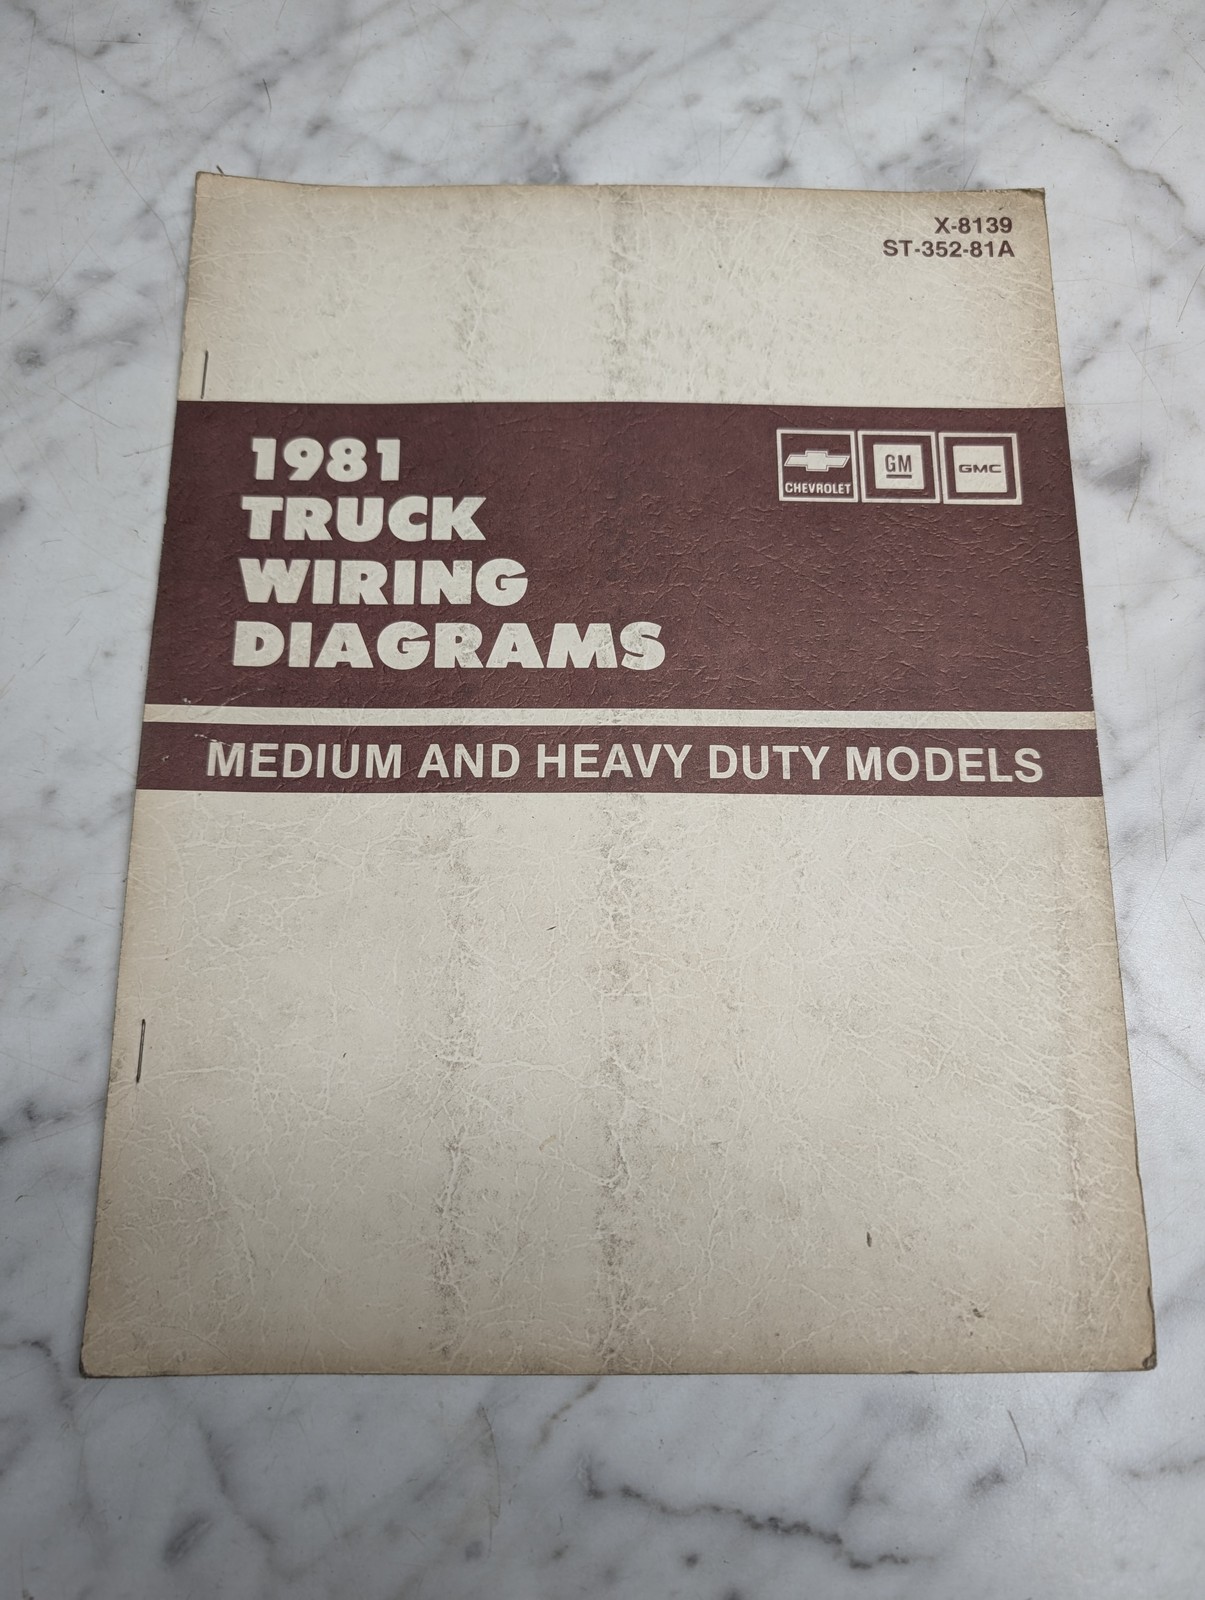 X-8139
ST-352-81A
1981
TRUCK
WIRING
DIAGRAMS
CHEVROLET
GM
GMC
MEDIUM AND HEAVY DUTY MODELS